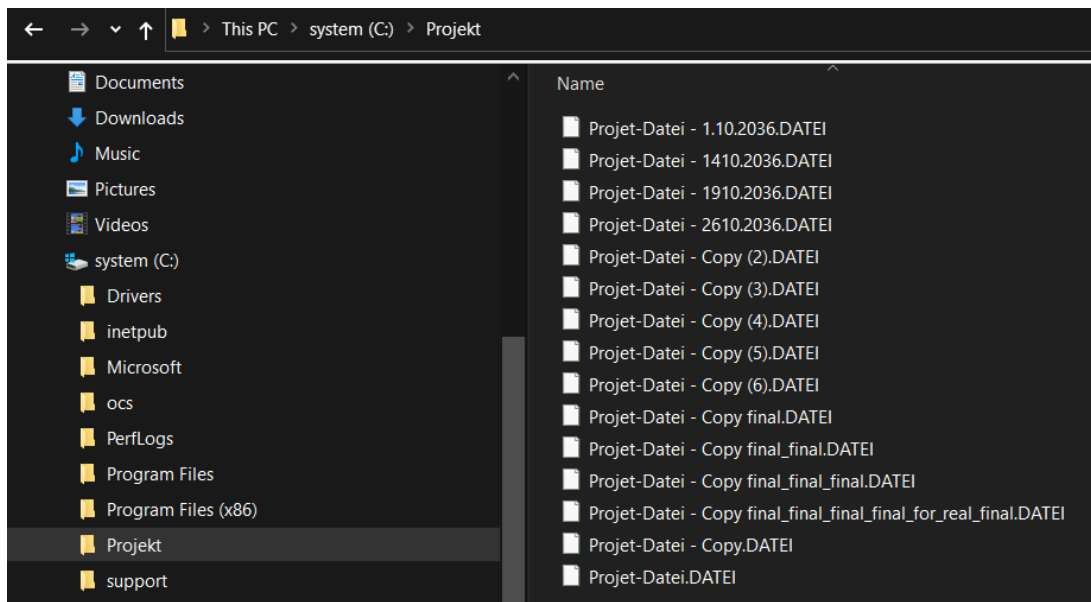 This PC > system (C:) > Projekt
Documents
Downloads
Music
Pictures
Videos
system (C:)
Drivers
inetpub
Microsoft
ocs
PerfLogs
Program Files
Program Files (x86)
Projekt
support
Name
Projet-Datei - 1.10.2036.DATEI
Projet-Datei - 1410.2036.DATEI
Projet-Datei - 1910.2036.DATEI
Projet-Datei - 2610.2036.DATEI
Projet-Datei - Copy (2).DATEI
Projet-Datei - Copy (3).DATEI
Projet-Datei - Copy (4).DATEI
Projet-Datei - Copy (5).DATEI
Projet-Datei - Copy (6).DATEI
Projet-Datei - Copy final.DATEI
Projet-Datei - Copy final_final.DATEI
Projet-Datei - Copy final_final_final.DATEI
Projet-Datei - Copy final_final_final_final_for_real_final.DATEI
Projet-Datei - Copy.DATEI
Projet-Datei.DATEI